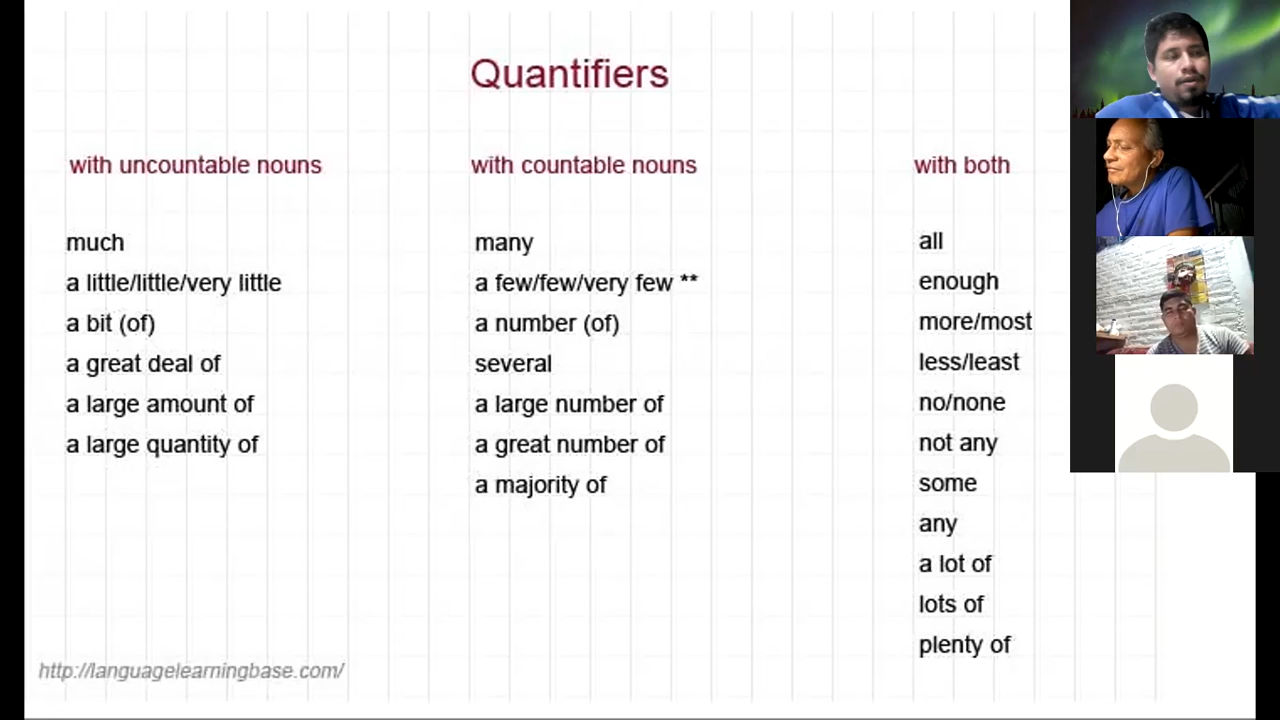 Quantifiers
with uncountable nouns
much
a little/little/very little
a bit (of)
a great deal of
a large amount of
a large quantity of
with countable nouns
many
a few/few/very few **
a number (of)
several
a large number of
a great number of
a majority of
with both
all
enough
more/most
less/least
no/none
not any
some
any
a lot of
lots of
plenty of
http://languagelearningbase.com/